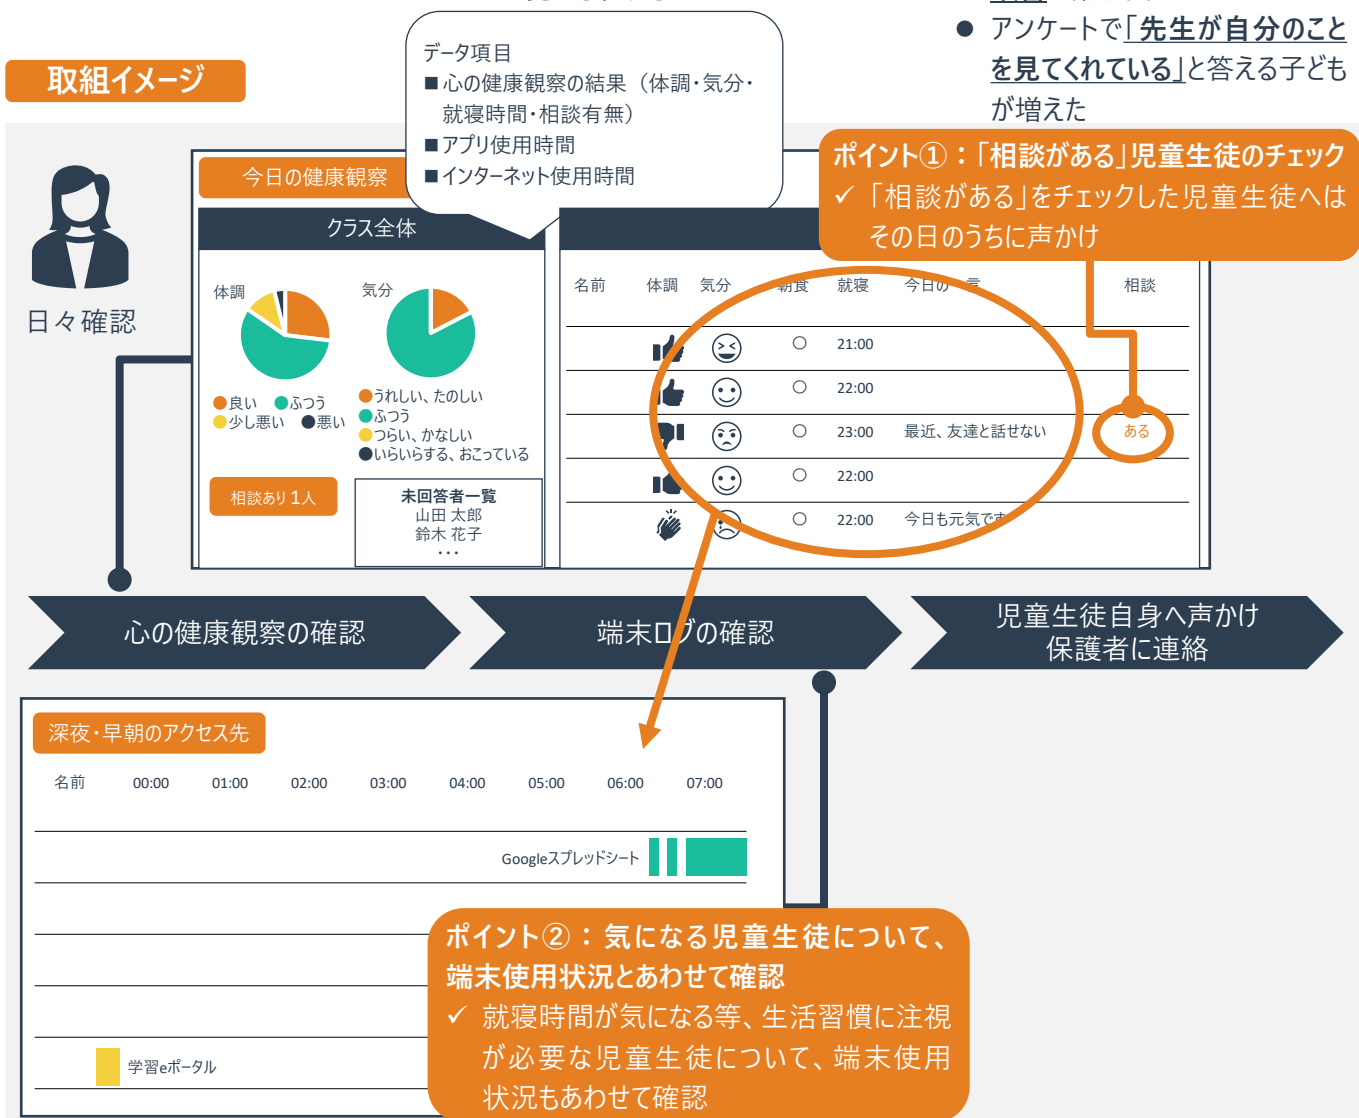 ● アンケートで「先生が自分のこと
を見てくれている」と答える子ども
が増えた
取組イメージ
データ項目
■心の健康観察の結果（体調・気分・
就寝時間・相談有無）
■アプリ使用時間
■インターネット使用時間
ポイント①：「相談がある」児童生徒のチェック
✓ 「相談がある」をチェックした児童生徒へは
その日のうちに声かけ
日々確認
今日の健康観察
クラス全体
体調
気分
●良い ●ふつう
●少し悪い ●悪い
●うれしい、たのしい
●ふつう
●つらい、かなしい
●いらいらする、おこっている
相談あり 1人
未回答者一覧
山田 太郎
鈴木 花子
・・・
名前 体調 気分 朝食 就寝 今日の 相談
〇 21:00
〇 22:00
〇 23:00 最近、友達と話せない ある
〇 22:00
〇 22:00 今日も元気です
心の健康観察の確認
端末ログの確認
児童生徒自身へ声かけ
保護者に連絡
深夜・早朝のアクセス先
名前 00:00 01:00 02:00 03:00 04:00 05:00 06:00 07:00
Googleスプレッドシート
学習eポータル
ポイント②：気になる児童生徒について、
端末使用状況とあわせて確認
✓ 就寝時間が気になる等、生活習慣に注視
が必要な児童生徒について、端末使用
状況もあわせて確認